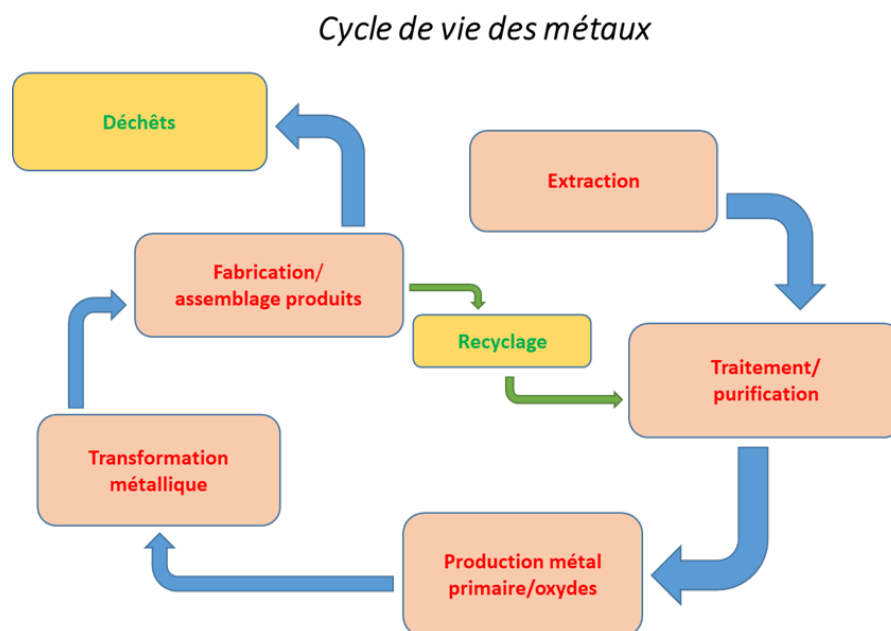 Cycle de vie des métaux
Déchêts
Extraction
Fabrication/
assemblage produits
Recyclage
Traitement/
purification
Transformation
métallique
Production métal
primaire/oxydes